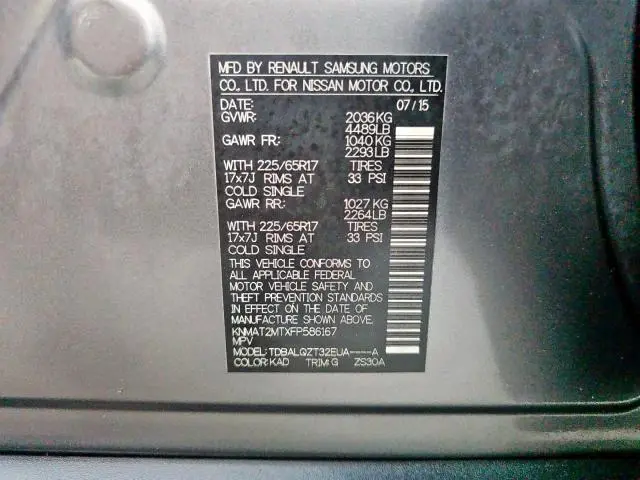 MFD BY RENAULT SAMSUNG MOTORS
CO., LTD. FOR NISSAN MOTOR CO., LTD.
DATE: 07/15
GVWR: 2036KG
4489LB
GAWR FR: 1040KG
2293LB
WITH 225/65R17 TIRES
17x7J RIMS AT 33 PSI
COLD SINGLE
GAWR RR: 1027KG
2264LB
WITH 225/65R17 TIRES
17x7J RIMS AT 33 PSI
COLD SINGLE
THIS VEHICLE CONFORMS TO
ALL APPLICABLE FEDERAL
MOTOR VEHICLE SAFETY AND
THEFT PREVENTION STANDARDS
IN EFFECT ON THE DATE OF
MANUFACTURE SHOWN ABOVE.
KNMAT2MTXFP586167
MPV
MODEL: TDBALQZT32EUA----A
COLOR: KAD TRIM: G ZS30A